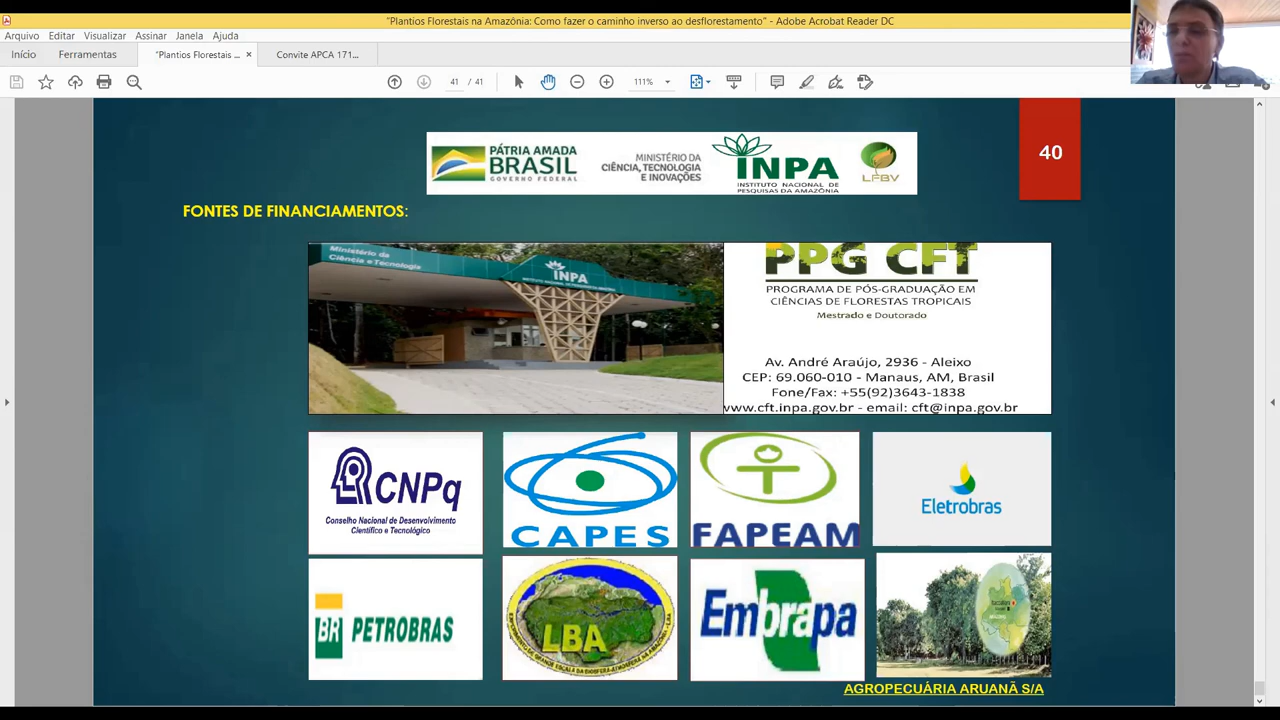 "Plantios Florestais na Amazônia: Como fazer o caminho inverso ao desflorestamento" - Adobe Acrobat Reader DC
Arquivo Editar Visualizar Assinar Janela Ajuda
Início Ferramentas "Plantios Florestais ... × Convite APCA 171...
41 / 41 111%
PÁTRIA AMADA
BRASIL
GOVERNO FEDERAL
MINISTÉRIO DA
CIÊNCIA, TECNOLOGIA
E INOVAÇÕES
INPA
INSTITUTO NACIONAL DE
PESQUISAS DA AMAZÔNIA
LFBV
40
FONTES DE FINANCIAMENTOS:
Ministério da
Ciência e Tecnologia
INPA
PPG CFT
PROGRAMA DE PÓS-GRADUAÇÃO EM
CIÊNCIAS DE FLORESTAS TROPICAIS
Mestrado e Doutorado
Av. André Araújo, 2936 - Aleixo
CEP: 69.060-010 - Manaus, AM, Brasil
Fone/Fax: +55(92)3643-1838
www.cft.inpa.gov.br - email: cft@inpa.gov.br
CNPq
Conselho Nacional de Desenvolvimento
Científico e Tecnológico
CAPES
FAPEAM
Eletrobras
BR PETROBRAS
LBA
Embrapa
AGROPECUÁRIA ARUANÃ S/A